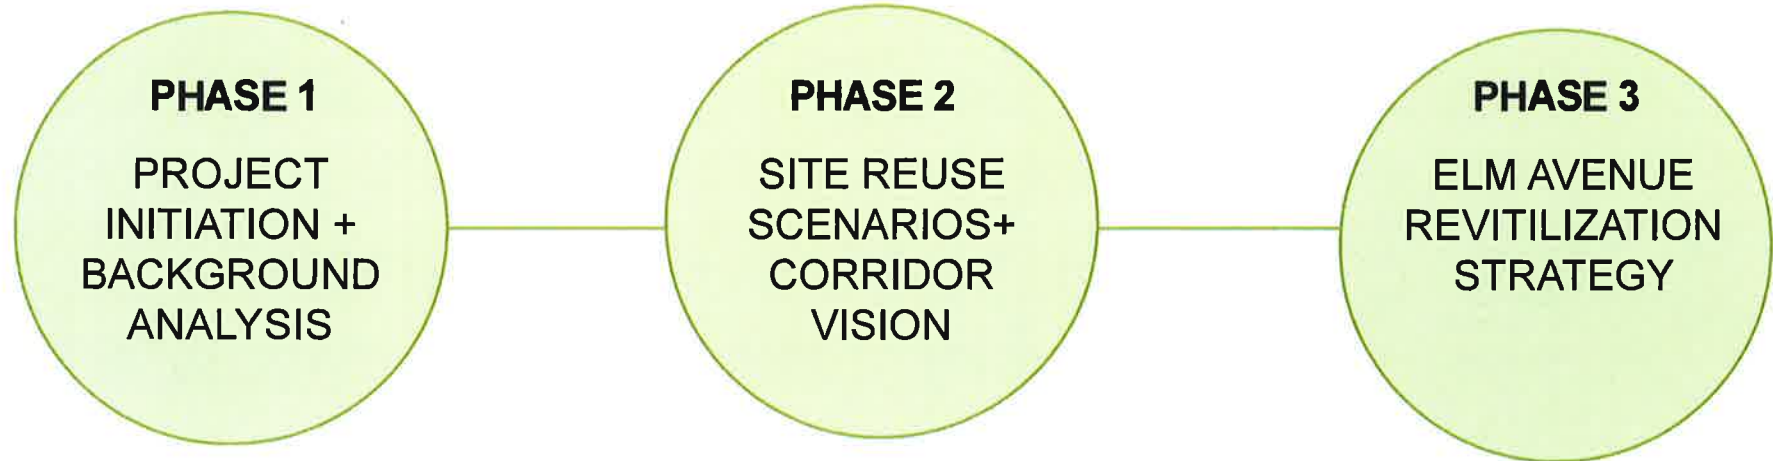 PHASE 1
PROJECT
INITIATION +
BACKGROUND
ANALYSIS
PHASE 2
SITE REUSE
SCENARIOS+
CORRIDOR
VISION
PHASE 3
ELM AVENUE
REVITILIZATION
STRATEGY